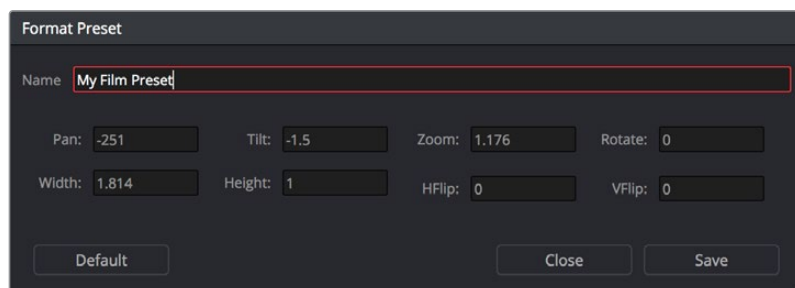 Format Preset
Name My Film Preset
Pan: -251 Tilt: -1.5 Zoom: 1.176 Rotate: 0
Width: 1.814 Height: 1 HFlip: 0 VFlip: 0
Default Close Save